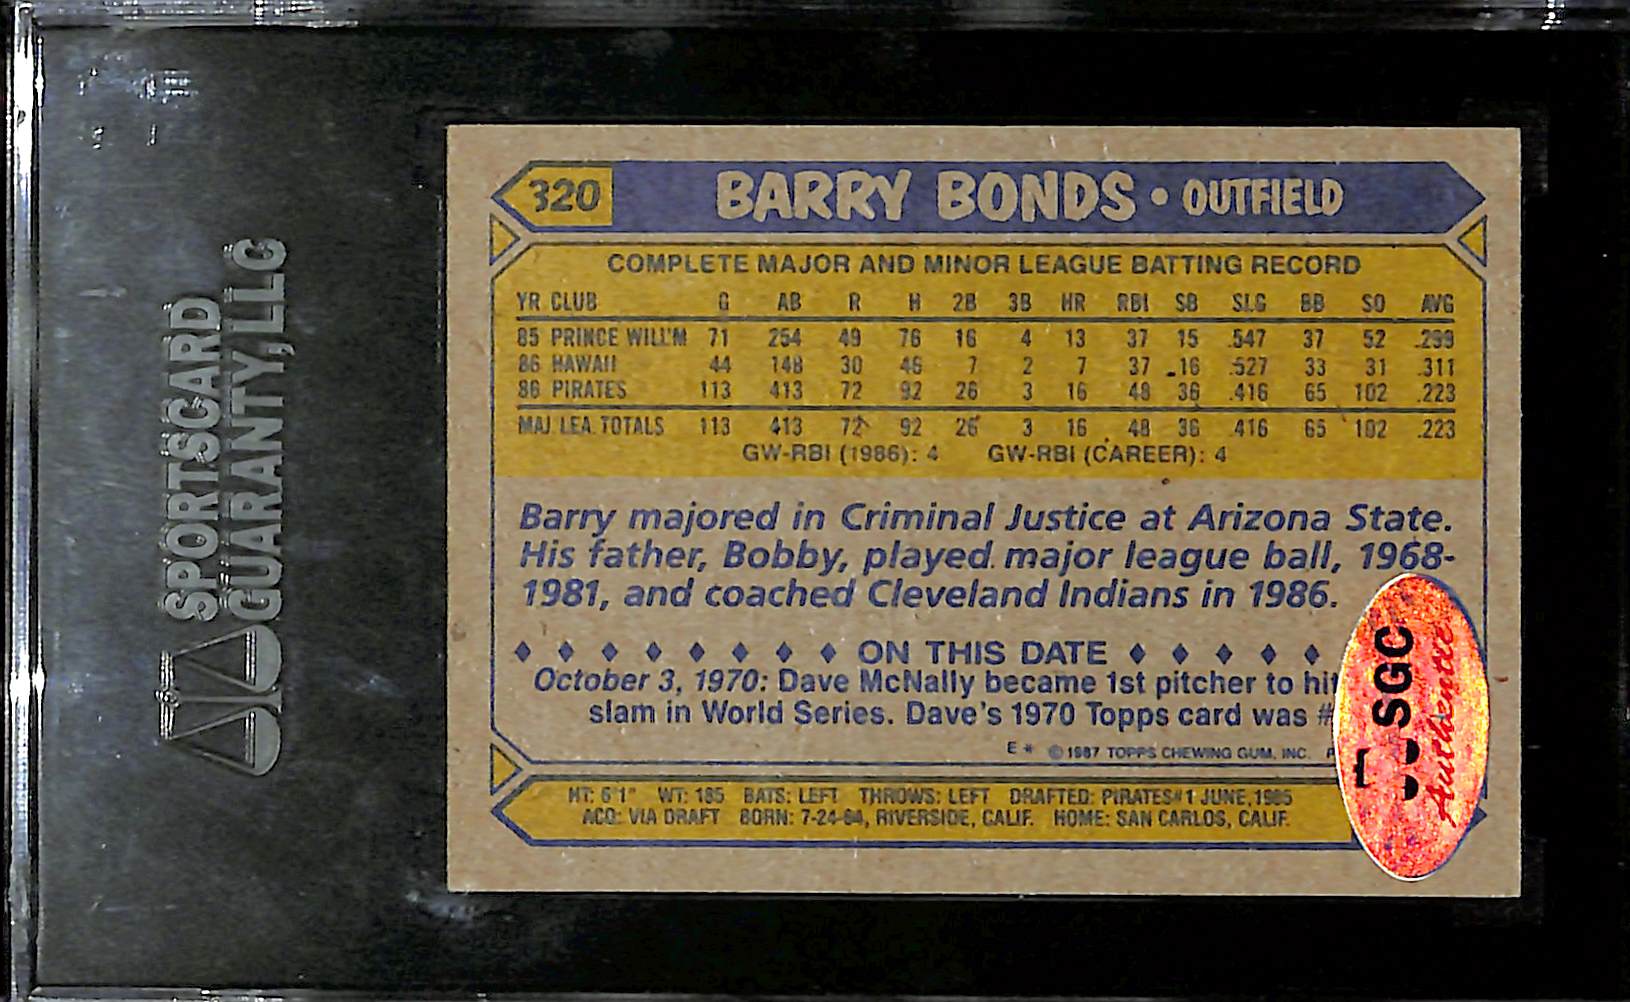 SPORTSCARD
GUARANTY, LLC
320 BARRY BONDS • OUTFIELD
COMPLETE MAJOR AND MINOR LEAGUE BATTING RECORD
YR CLUB G AB R H 2B 3B HR RBI SB SLG BB SO AVG
85 PRINCE WILL'M 71 254 49 76 16 4 13 37 15 .547 37 52 .299
86 HAWAII 44 148 30 46 7 2 7 37 16 .527 33 31 .311
86 PIRATES 113 413 72 92 26 3 16 48 36 .416 65 102 .223
MAJ. LEA. TOTALS 113 413 72 92 26 3 16 48 36 .416 65 102 .223
GW-RBI (1986): 4 GW-RBI (CAREER): 4
Barry majored in Criminal Justice at Arizona State.
His father, Bobby, played major league ball, 1968-
1981, and coached Cleveland Indians in 1986.
♦ ♦ ♦ ♦ ♦ ♦ ♦ ♦ ON THIS DATE ♦ ♦ ♦ ♦ ♦
October 3, 1970: Dave McNally became 1st pitcher to hit
slam in World Series. Dave's 1970 Topps card was #
E * © 1987 TOPPS CHEWING GUM, INC.
HT: 6'1" WT: 185 BATS: LEFT THROWS: LEFT DRAFTED: PIRATES #1 JUNE, 1985
ACQ: VIA DRAFT BORN: 7-24-64, RIVERSIDE, CALIF. HOME: SAN CARLOS, CALIF.
SGC
Authentic